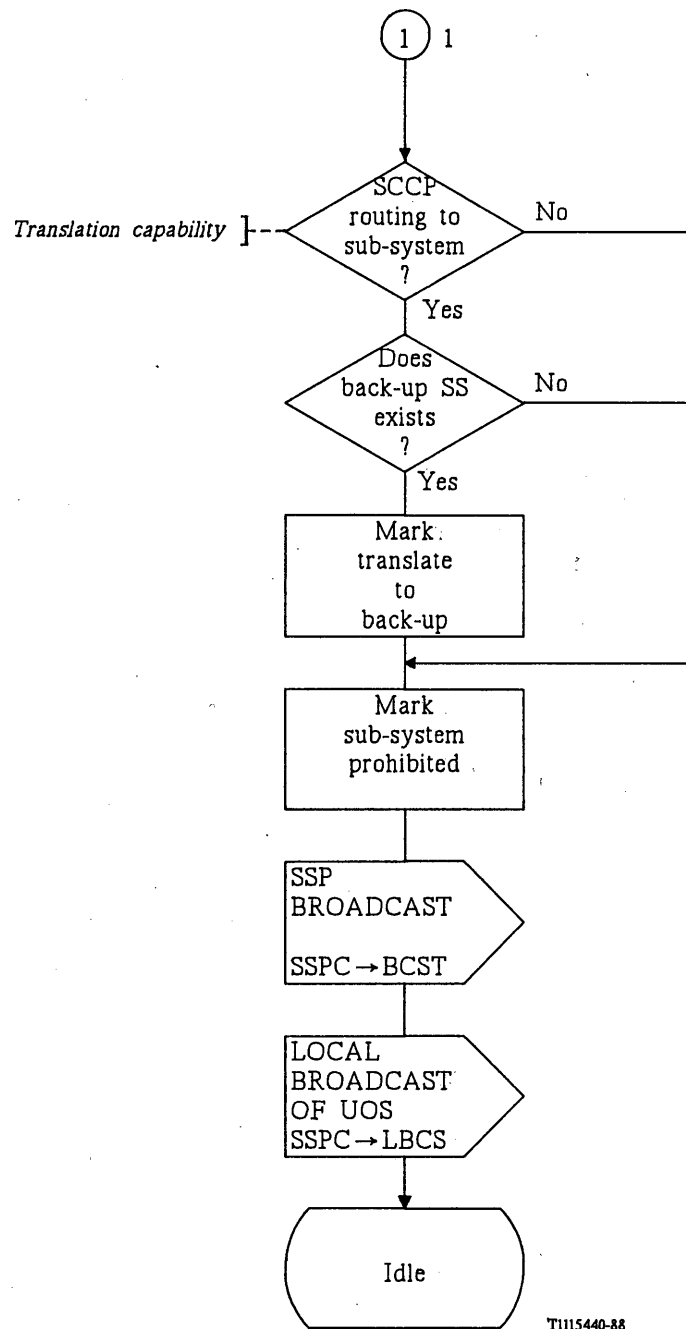 1 1
SCCP
routing to
sub-system
?
No
Translation capability
Yes
Does
back-up SS
exists
?
No
Yes
Mark
translate
to
back-up
Mark
sub-system
prohibited
SSP
BROADCAST
SSPC→BCST
LOCAL
BROADCAST
OF UOS
SSPC→LBCS
Idle
T1115440-88